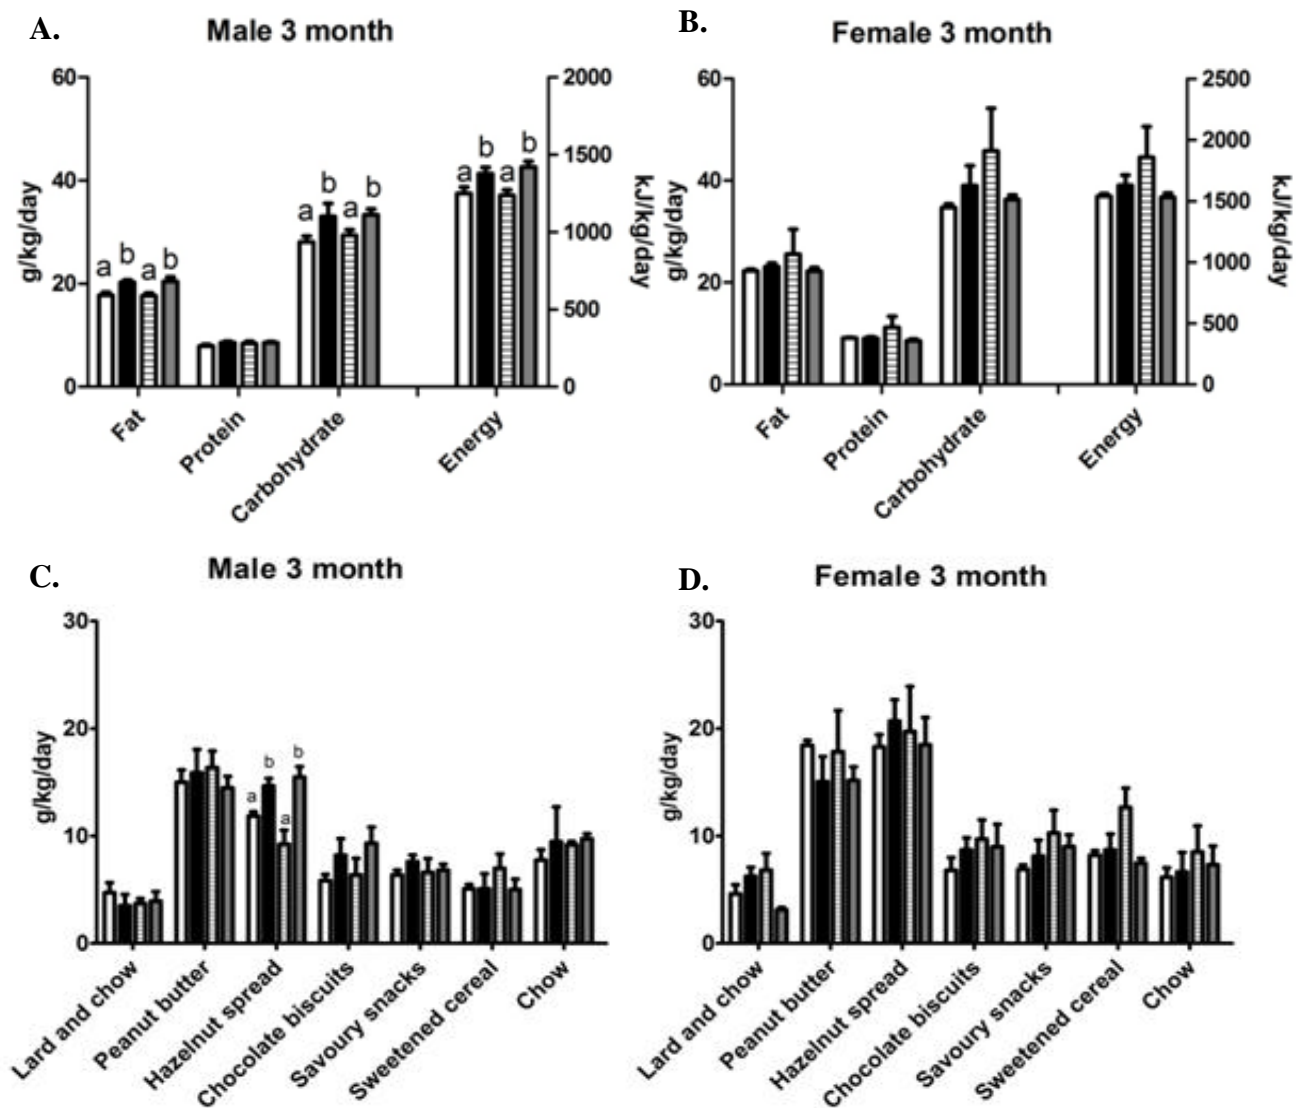 A.
Male 3 month
60
40
20
0
g/kg/day
2000
1500
1000
500
0
kJ/kg/day
a b a b
a b a b
a b a b
Fat
Protein
Carbohydrate
Energy
B.
Female 3 month
60
40
20
0
g/kg/day
2500
2000
1500
1000
500
0
kJ/kg/day
Fat
Protein
Carbohydrate
Energy
C.
Male 3 month
30
20
10
0
g/kg/day
a b a b
Lard and chow
Peanut butter
Hazelnut spread
Chocolate biscuits
Savoury snacks
Sweetened cereal
Chow
D.
Female 3 month
30
20
10
0
g/kg/day
Lard and chow
Peanut butter
Hazelnut spread
Chocolate biscuits
Savoury snacks
Sweetened cereal
Chow